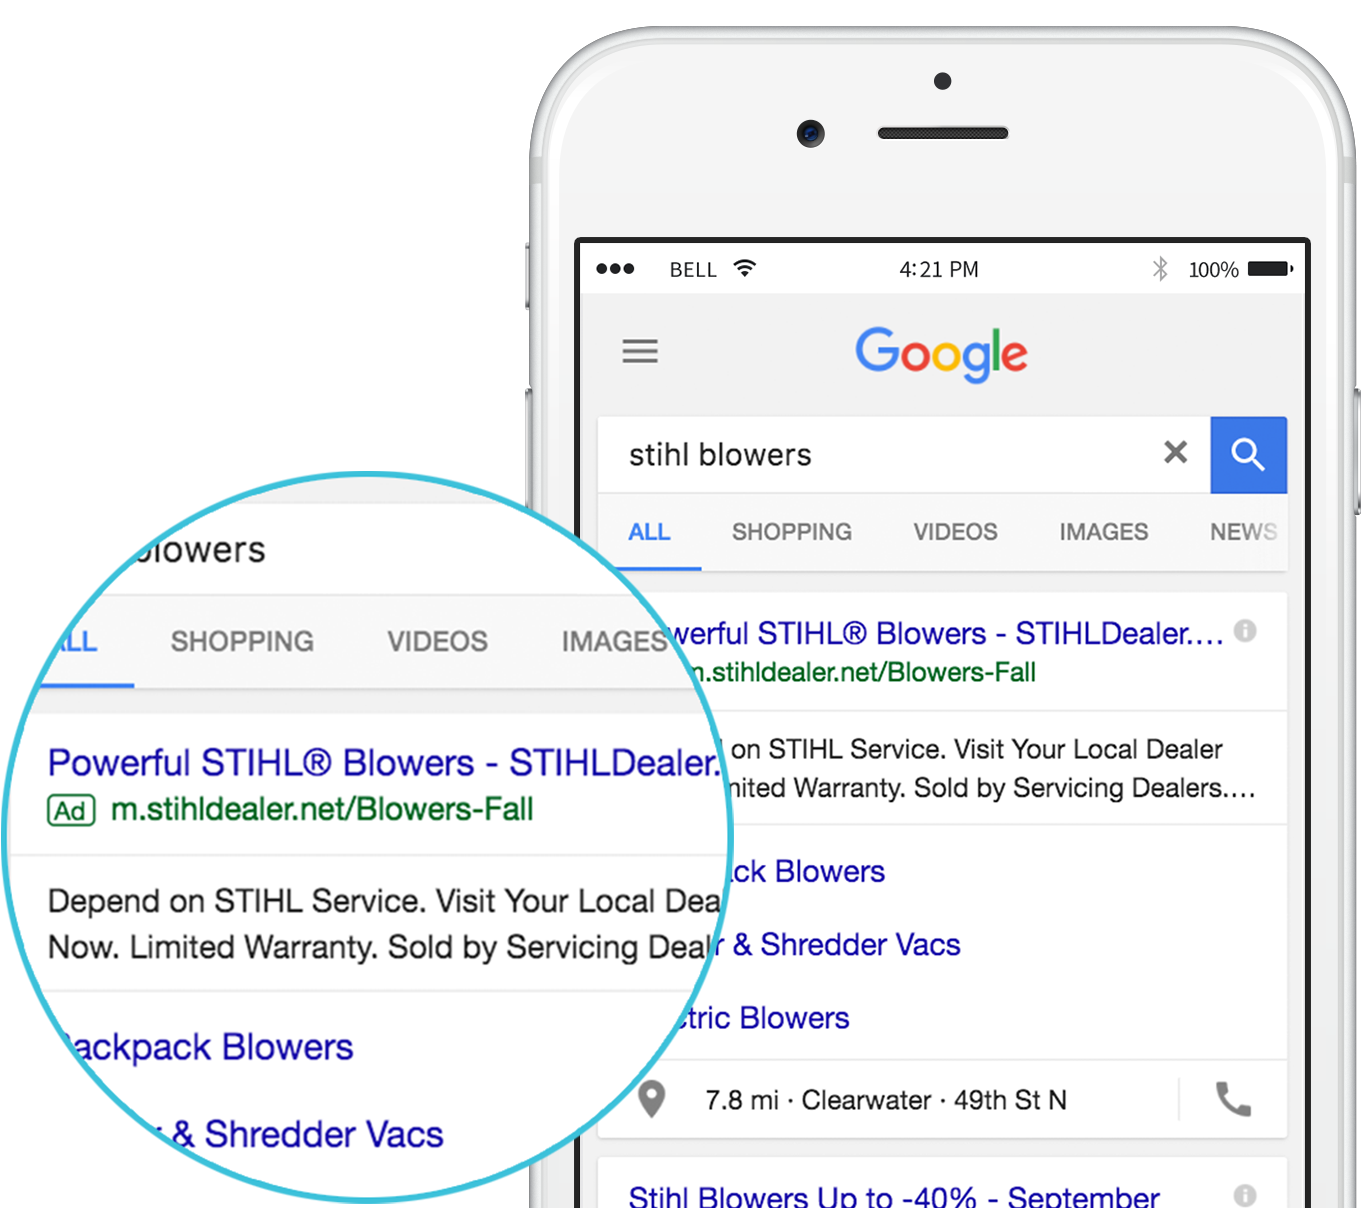 BELL
4:21 PM
100%
Google
stihl blowers
ALL SHOPPING VIDEOS IMAGES NEWS
werful STIHL® Blowers - STIHLDealer....
m.stihldealer.net/Blowers-Fall
on STIHL Service. Visit Your Local Dealer
nited Warranty. Sold by Servicing Dealers....
ck Blowers
r & Shredder Vacs
ctric Blowers
7.8 mi · Clearwater · 49th St N
Stihl Blowers Up to -40% - September
blowers
ALL SHOPPING VIDEOS IMAGES
Powerful STIHL® Blowers - STIHLDealer.
Ad m.stihldealer.net/Blowers-Fall
Depend on STIHL Service. Visit Your Local Dea
Now. Limited Warranty. Sold by Servicing Deal
Backpack Blowers
r & Shredder Vacs